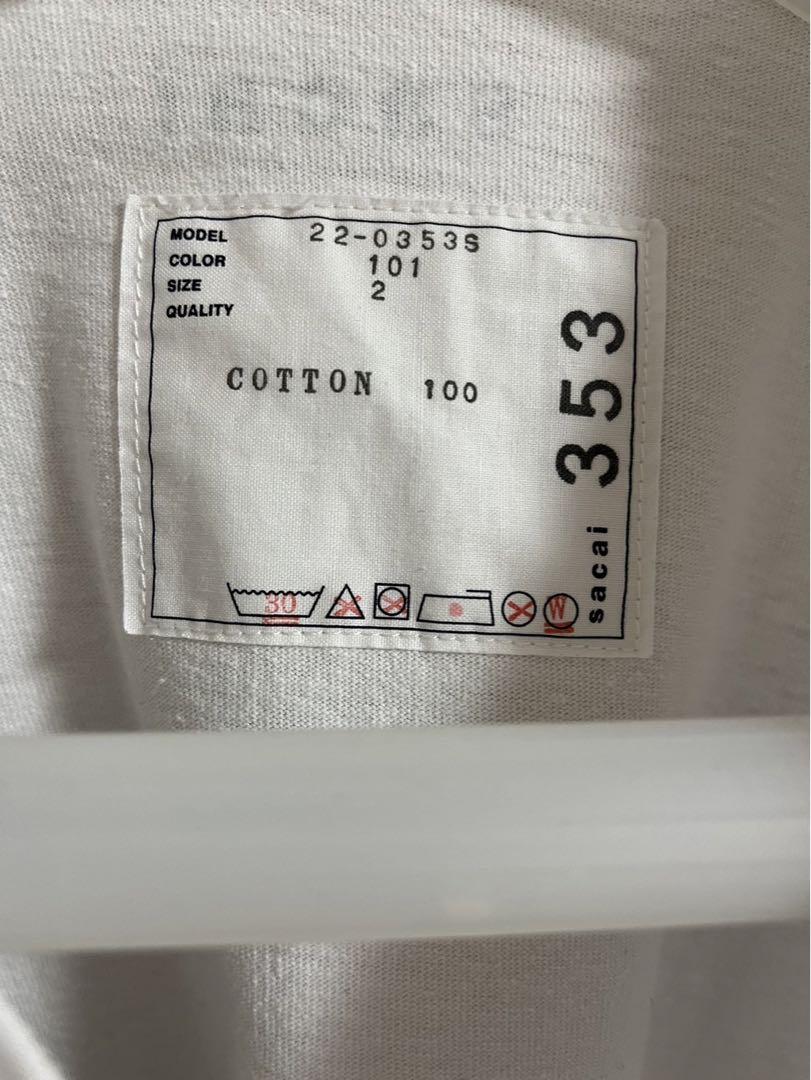 MODEL 22-0353S
COLOR 101
SIZE 2
QUALITY
COTTON 100
30
W
sacai 353